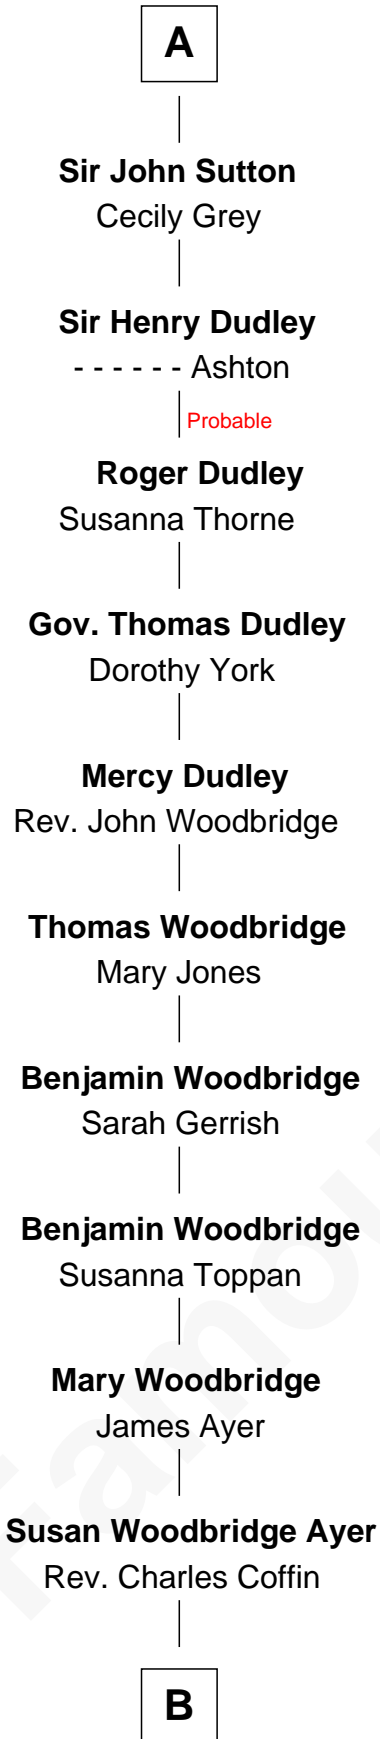 A
Sir John Sutton
Cecily Grey
Sir Henry Dudley
- - - - - - Ashton
Probable
Roger Dudley
Susanna Thorne
Gov. Thomas Dudley
Dorothy York
Mercy Dudley
Rev. John Woodbridge
Thomas Woodbridge
Mary Jones
Benjamin Woodbridge
Sarah Gerrish
Benjamin Woodbridge
Susanna Toppan
Mary Woodbridge
James Ayer
Susan Woodbridge Ayer
Rev. Charles Coffin
B